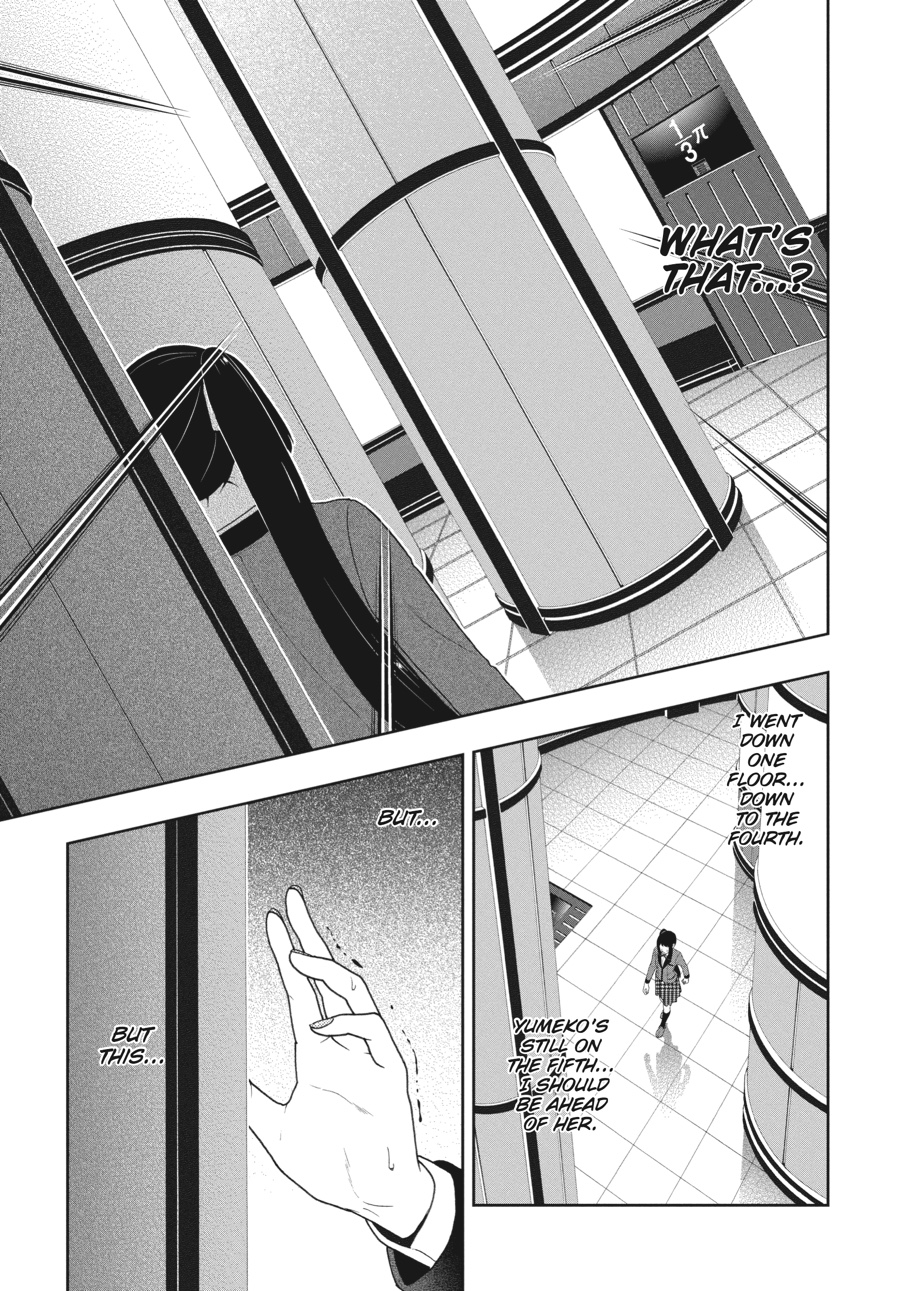 1/3 π
WHAT'S
THAT...?
I WENT
DOWN
ONE
FLOOR...
DOWN
TO THE
FOURTH.
YUMEKO'S
STILL ON
THE FIFTH...
I SHOULD
BE AHEAD
OF HER.
BUT...
BUT
THIS...